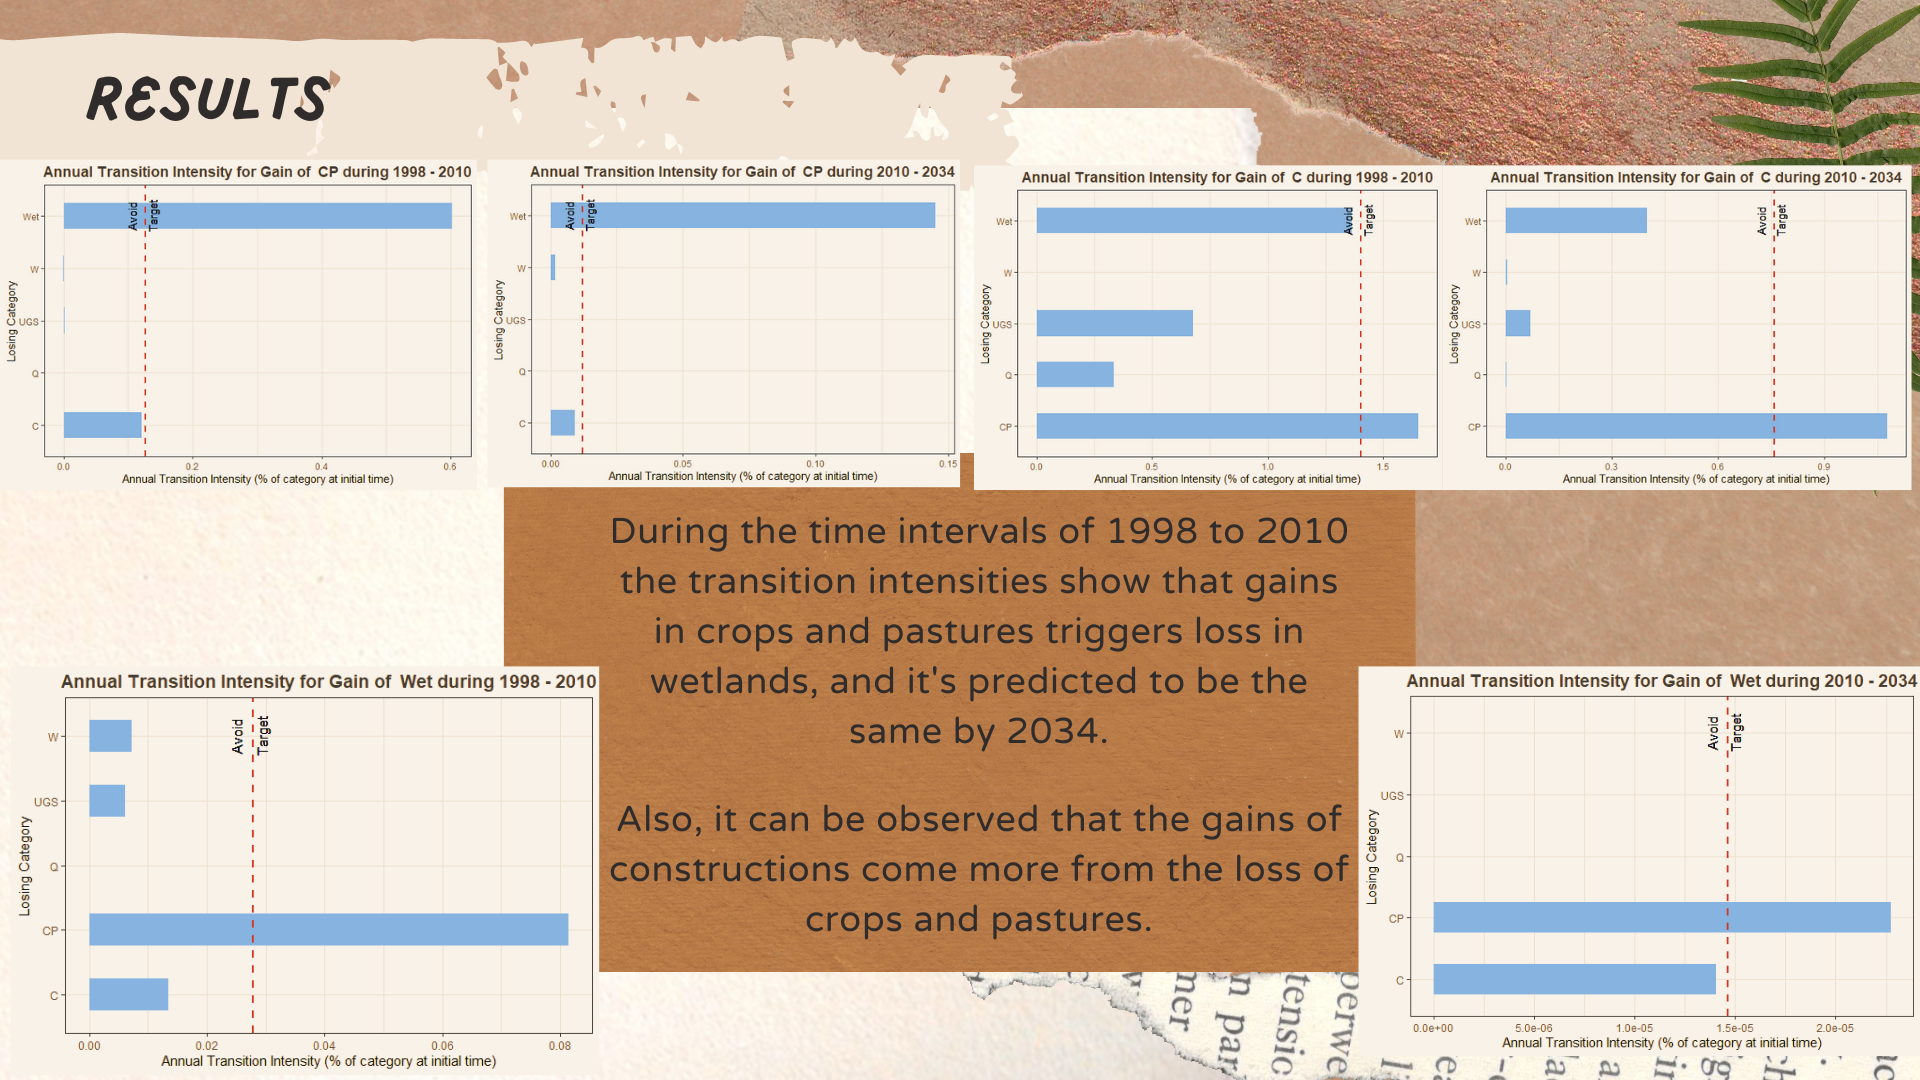 RESULTS
Annual Transition Intensity for Gain of CP during 1998 - 2010
Avoid
Target
Losing Category
Wet
W
UGS
Q
C
0.0 0.2 0.4 0.6
Annual Transition Intensity (% of category at initial time)
Annual Transition Intensity for Gain of CP during 2010 - 2034
Avoid
Target
Losing Category
Wet
W
UGS
Q
C
0.00 0.05 0.10 0.15
Annual Transition Intensity (% of category at initial time)
Annual Transition Intensity for Gain of C during 1998 - 2010
Avoid
Target
Losing Category
Wet
W
UGS
Q
CP
0.0 0.5 1.0 1.5
Annual Transition Intensity (% of category at initial time)
Annual Transition Intensity for Gain of C during 2010 - 2034
Avoid
Target
Losing Category
Wet
W
UGS
Q
CP
0.0 0.3 0.6 0.9
Annual Transition Intensity (% of category at initial time)
During the time intervals of 1998 to 2010
the transition intensities show that gains
in crops and pastures triggers loss in
wetlands, and it's predicted to be the
same by 2034.
Also, it can be observed that the gains of
constructions come more from the loss of
crops and pastures.
Annual Transition Intensity for Gain of Wet during 1998 - 2010
Avoid
Target
Losing Category
W
UGS
Q
CP
C
0.00 0.02 0.04 0.06 0.08
Annual Transition Intensity (% of category at initial time)
Annual Transition Intensity for Gain of Wet during 2010 - 2034
Avoid
Target
Losing Category
W
UGS
Q
CP
C
0.0e+00 5.0e-06 1.0e-05 1.5e-05 2.0e-05
Annual Transition Intensity (% of category at initial time)